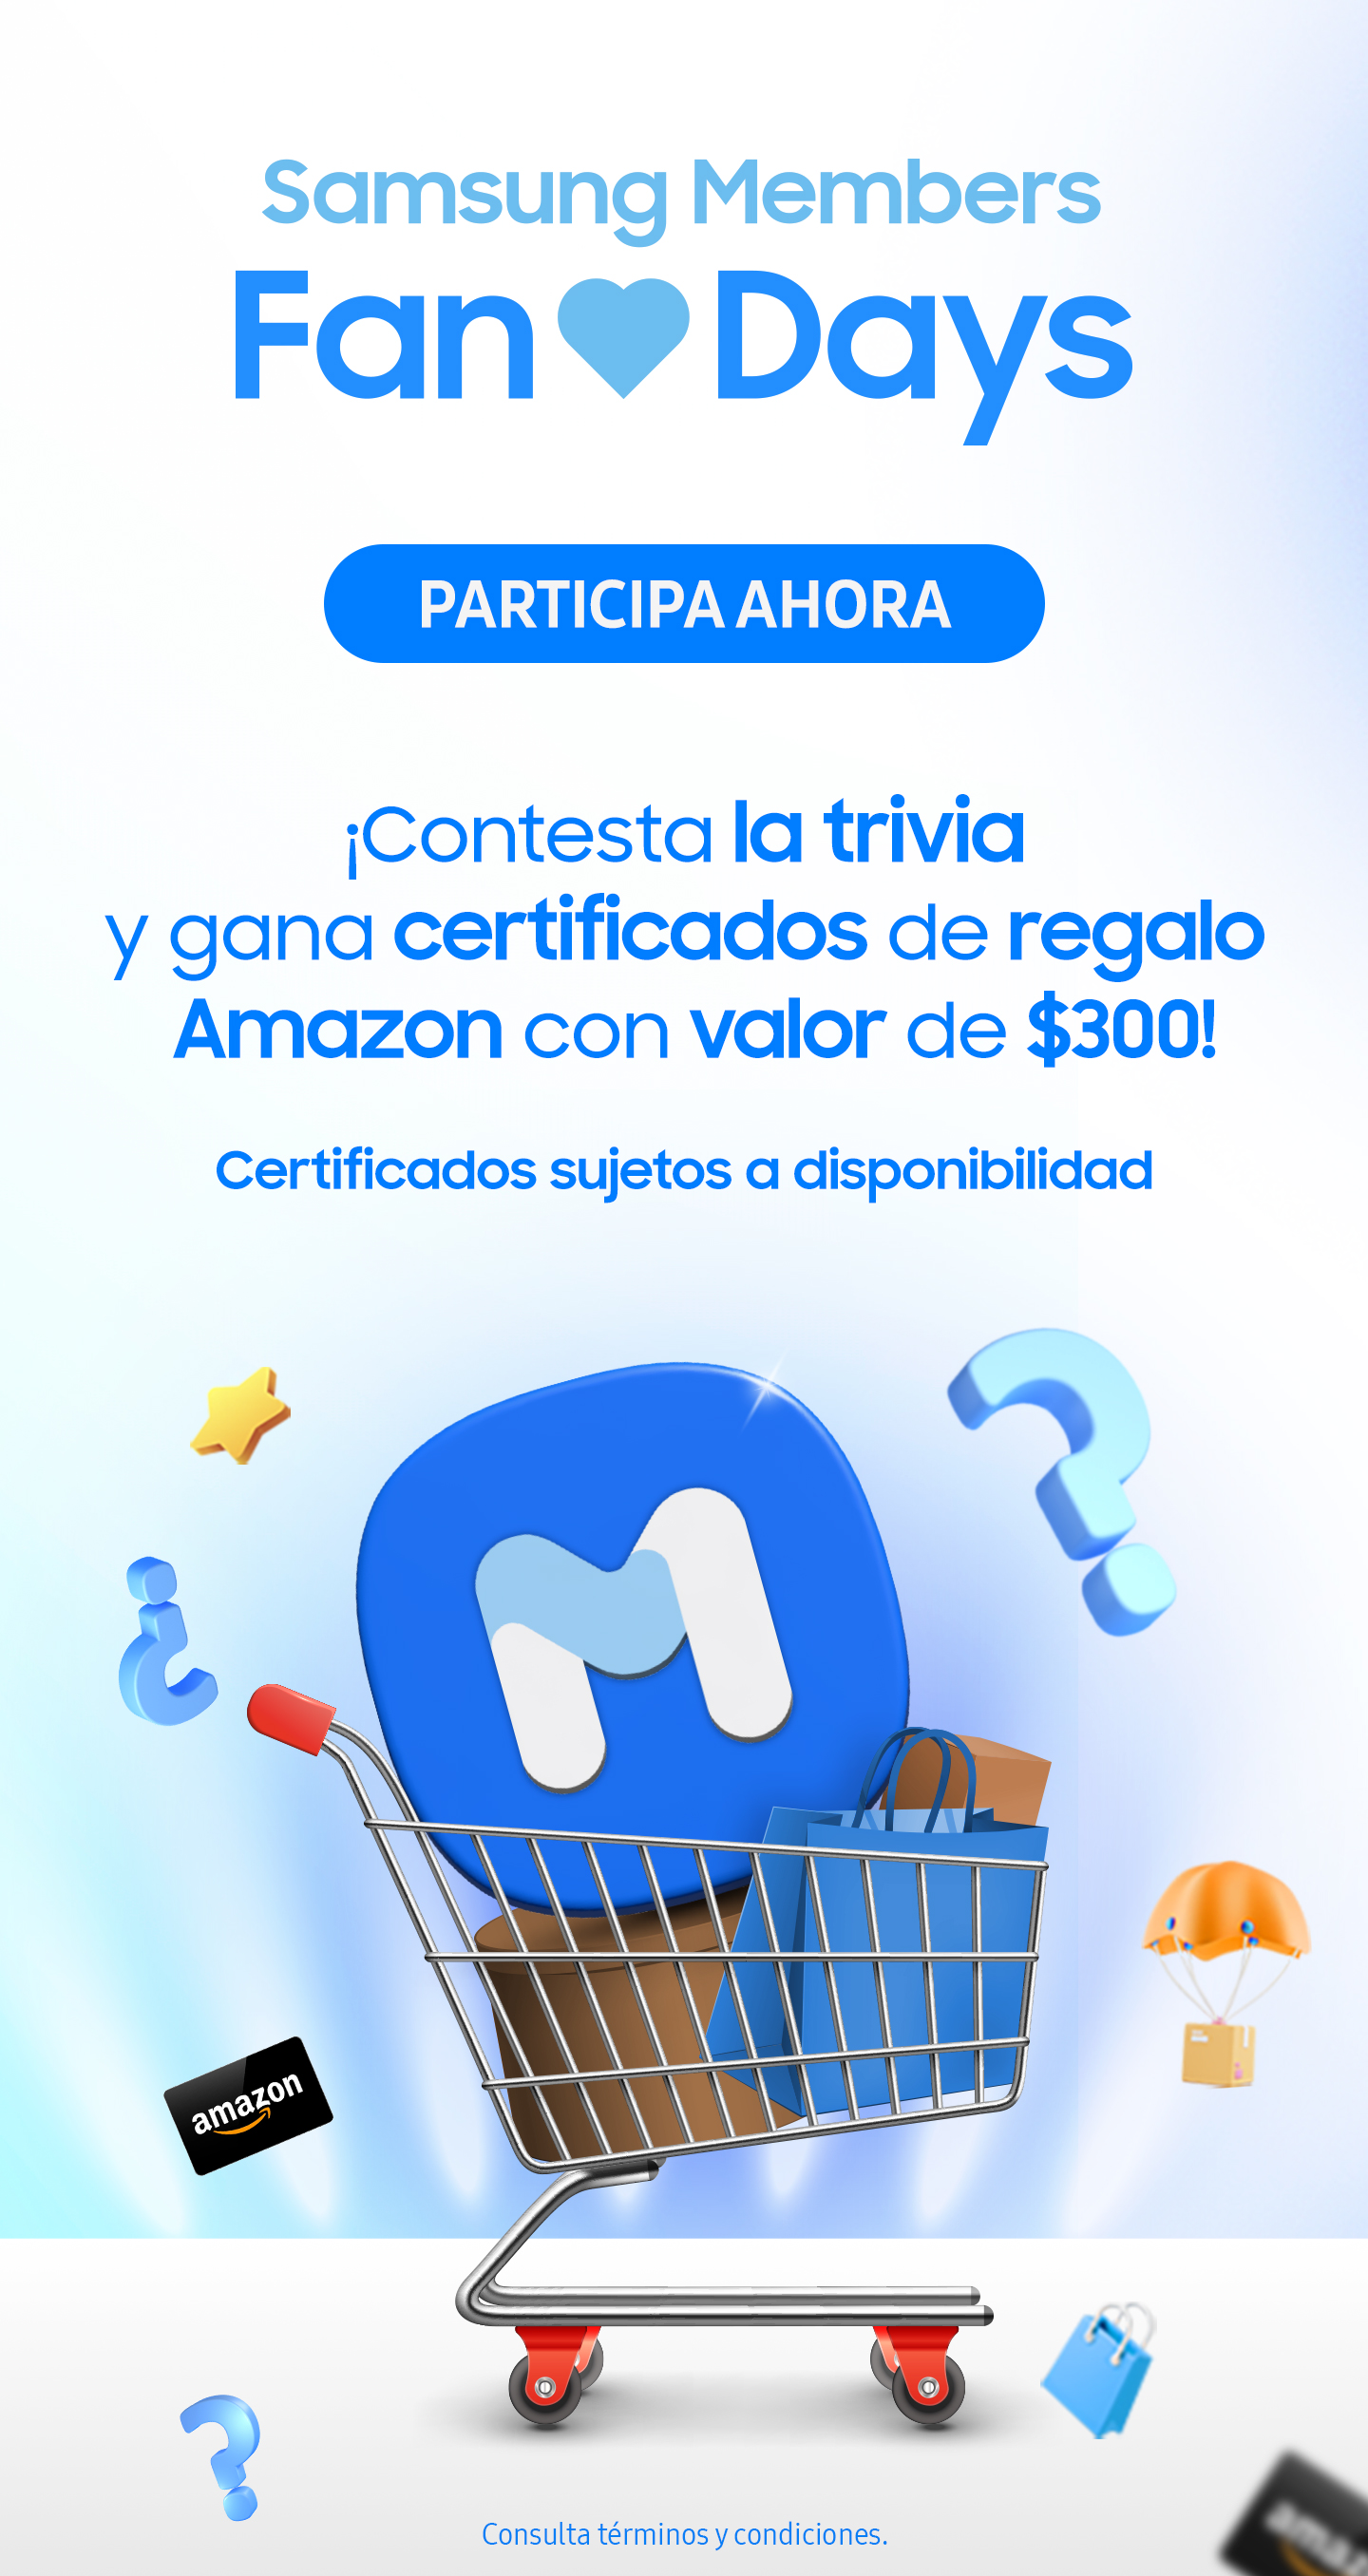 Samsung Members
Fan Days
PARTICIPA AHORA
¡Contesta la trivia
y gana certificados de regalo
Amazon con valor de $300!
Certificados sujetos a disponibilidad
amazon
Consulta términos y condiciones.